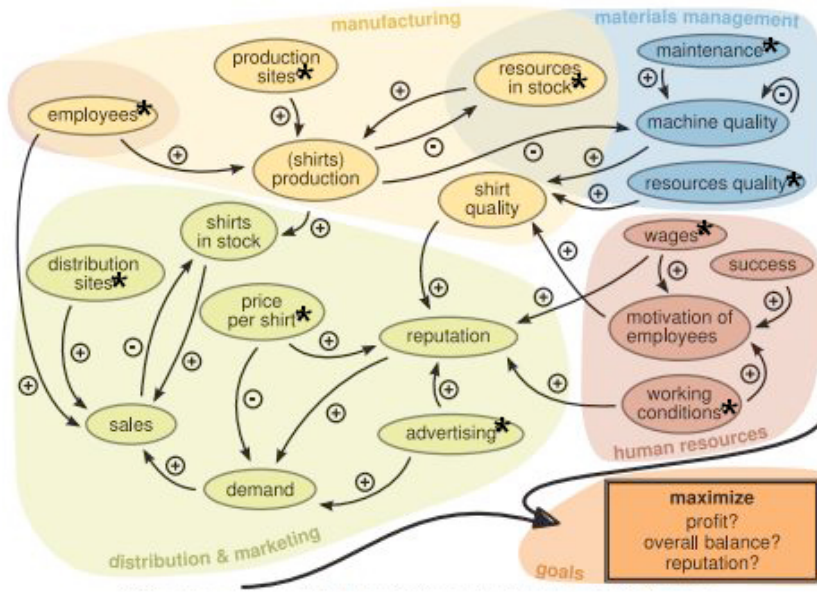 manufacturing
materials management
production
sites*
resources
in stock*
maintenance*
employees*
machine quality
(shirts)
production
resources quality*
shirt
quality
shirts
in stock
wages*
success
distribution
sites*
price
per shirt*
reputation
motivation of
employees
working
conditions*
sales
advertising*
human resources
demand
maximize
profit?
overall balance?
reputation?
distribution & marketing
goals
+
+
+
-
+
-
-
+
+
+
+
+
+
+
+
+
+
-
+
+
+
-
+
+
+
+
+